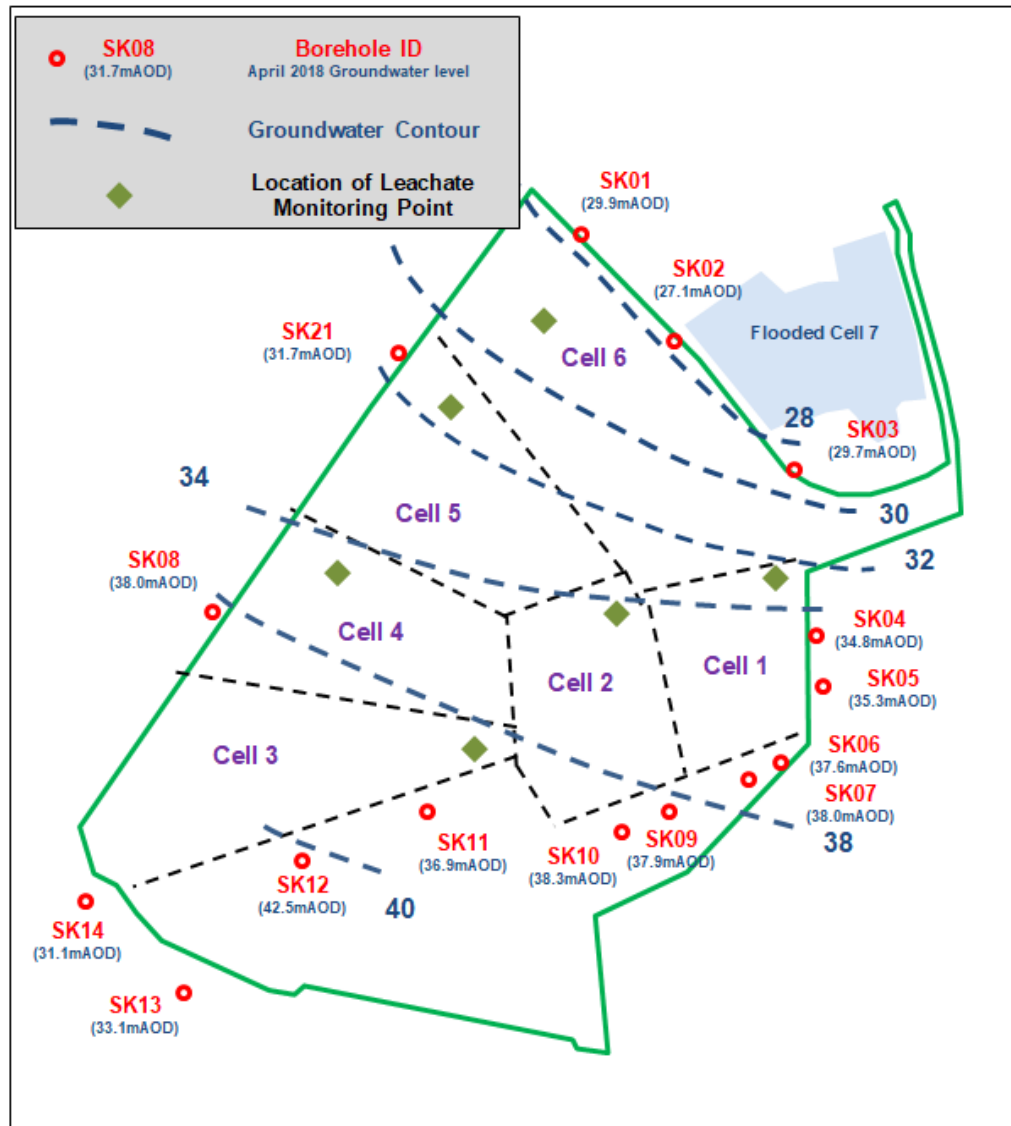 SK08
(31.7mAOD)
Borehole ID
April 2018 Groundwater level
Groundwater Contour
Location of Leachate
Monitoring Point
SK01
(29.9mAOD)
SK02
(27.1mAOD)
Flooded Cell 7
SK21
(31.7mAOD)
Cell 6
28
SK03
(29.7mAOD)
34
30
Cell 5
32
SK08
(38.0mAOD)
SK04
(34.8mAOD)
Cell 4
Cell 1
Cell 2
SK05
(35.3mAOD)
Cell 3
SK06
(37.6mAOD)
SK07
(38.0mAOD)
SK11
(36.9mAOD)
SK09
(37.9mAOD)
38
SK10
(38.3mAOD)
SK12
(42.5mAOD)
40
SK14
(31.1mAOD)
SK13
(33.1mAOD)